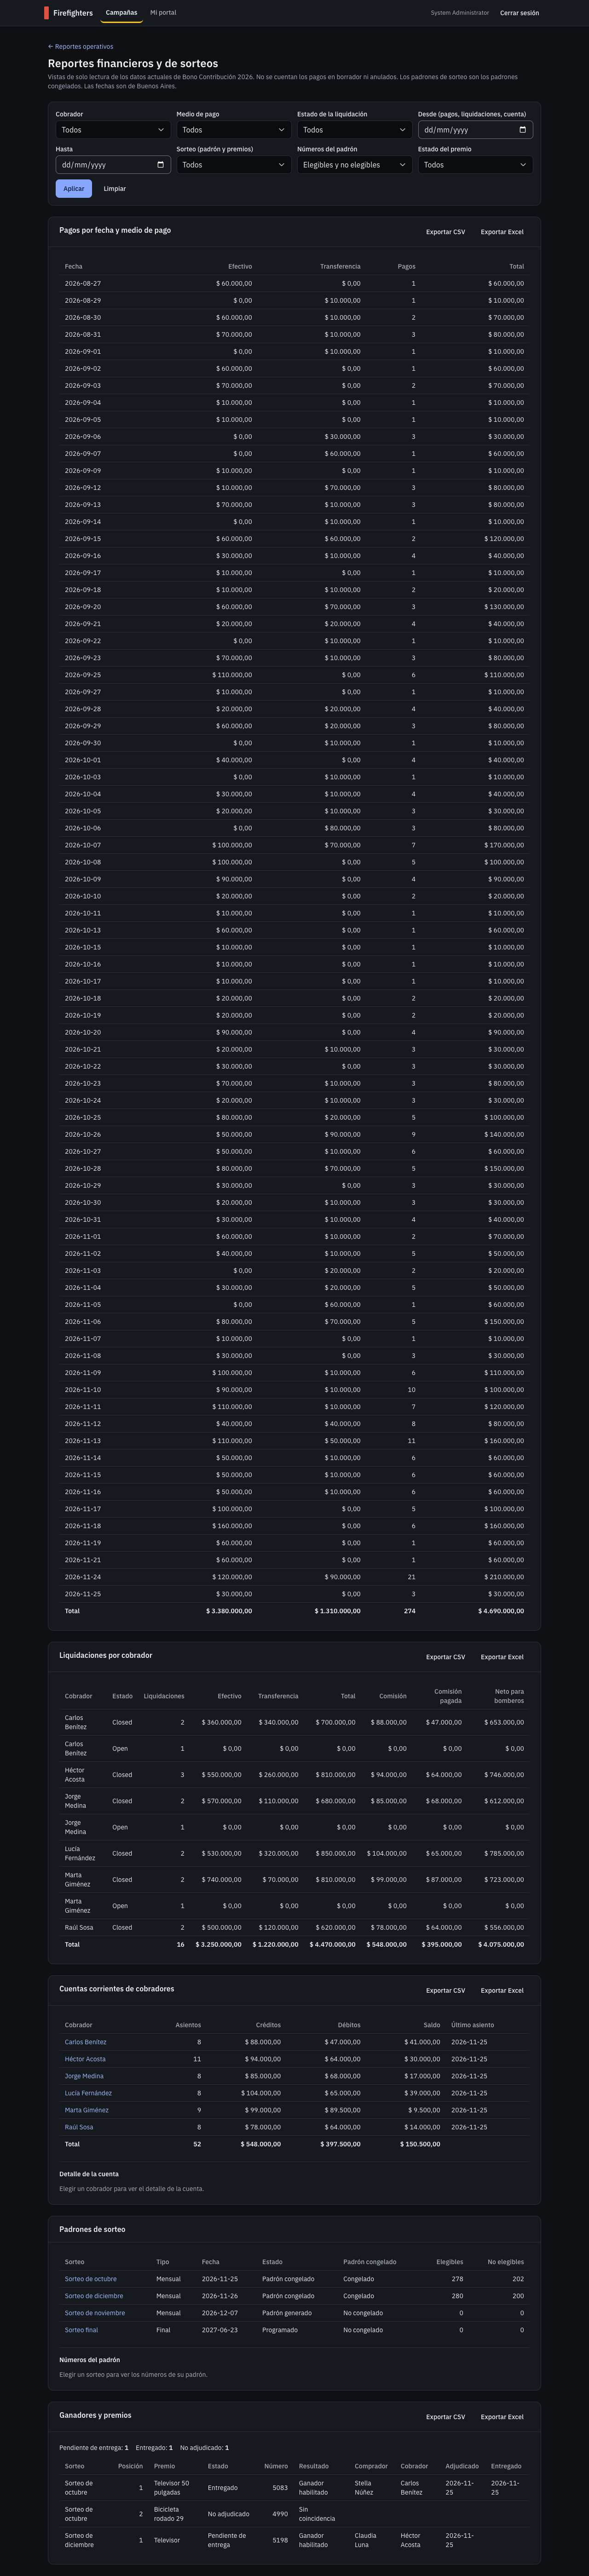 Firefighters Campañas Mi portal System Administrator Cerrar sesión
← Reportes operativos
Reportes financieros y de sorteos
Vistas de solo lectura de los datos actuales de Bono Contribución 2026. No se cuentan los pagos en borrador ni anulados. Los padrones de sorteo son los padrones
congelados. Las fechas son de Buenos Aires.
Cobrador Medio de pago Estado de la liquidación Desde (pagos, liquidaciones, cuenta)
Todos Todos Todos dd/mm/yyyy
Hasta Sorteo (padrón y premios) Números del padrón Estado del premio
dd/mm/yyyy Todos Elegibles y no elegibles Todos
Aplicar Limpiar
Pagos por fecha y medio de pago Exportar CSV Exportar Excel
Fecha Efectivo Transferencia Pagos Total
2026-08-27 $ 60.000,00 $ 0,00 1 $ 60.000,00
2026-08-29 $ 0,00 $ 10.000,00 1 $ 10.000,00
2026-08-30 $ 60.000,00 $ 10.000,00 2 $ 70.000,00
2026-08-31 $ 70.000,00 $ 10.000,00 3 $ 80.000,00
2026-09-01 $ 0,00 $ 10.000,00 1 $ 10.000,00
2026-09-02 $ 60.000,00 $ 0,00 1 $ 60.000,00
2026-09-03 $ 70.000,00 $ 0,00 2 $ 70.000,00
2026-09-04 $ 10.000,00 $ 0,00 1 $ 10.000,00
2026-09-05 $ 10.000,00 $ 0,00 1 $ 10.000,00
2026-09-06 $ 0,00 $ 30.000,00 3 $ 30.000,00
2026-09-07 $ 0,00 $ 60.000,00 1 $ 60.000,00
2026-09-09 $ 10.000,00 $ 0,00 1 $ 10.000,00
2026-09-12 $ 10.000,00 $ 70.000,00 3 $ 80.000,00
2026-09-13 $ 70.000,00 $ 10.000,00 3 $ 80.000,00
2026-09-14 $ 0,00 $ 10.000,00 1 $ 10.000,00
2026-09-15 $ 60.000,00 $ 60.000,00 2 $ 120.000,00
2026-09-16 $ 30.000,00 $ 10.000,00 4 $ 40.000,00
2026-09-17 $ 10.000,00 $ 0,00 1 $ 10.000,00
2026-09-18 $ 10.000,00 $ 10.000,00 2 $ 20.000,00
2026-09-20 $ 60.000,00 $ 70.000,00 3 $ 130.000,00
2026-09-21 $ 20.000,00 $ 20.000,00 4 $ 40.000,00
2026-09-22 $ 0,00 $ 10.000,00 1 $ 10.000,00
2026-09-23 $ 70.000,00 $ 10.000,00 3 $ 80.000,00
2026-09-25 $ 110.000,00 $ 0,00 6 $ 110.000,00
2026-09-27 $ 10.000,00 $ 0,00 1 $ 10.000,00
2026-09-28 $ 20.000,00 $ 20.000,00 4 $ 40.000,00
2026-09-29 $ 60.000,00 $ 20.000,00 3 $ 80.000,00
2026-09-30 $ 0,00 $ 10.000,00 1 $ 10.000,00
2026-10-01 $ 40.000,00 $ 0,00 4 $ 40.000,00
2026-10-03 $ 0,00 $ 10.000,00 1 $ 10.000,00
2026-10-04 $ 30.000,00 $ 10.000,00 4 $ 40.000,00
2026-10-05 $ 20.000,00 $ 10.000,00 3 $ 30.000,00
2026-10-06 $ 0,00 $ 80.000,00 3 $ 80.000,00
2026-10-07 $ 100.000,00 $ 70.000,00 7 $ 170.000,00
2026-10-08 $ 100.000,00 $ 0,00 5 $ 100.000,00
2026-10-09 $ 90.000,00 $ 0,00 4 $ 90.000,00
2026-10-10 $ 20.000,00 $ 0,00 2 $ 20.000,00
2026-10-11 $ 10.000,00 $ 0,00 1 $ 10.000,00
2026-10-13 $ 60.000,00 $ 0,00 1 $ 60.000,00
2026-10-15 $ 10.000,00 $ 0,00 1 $ 10.000,00
2026-10-16 $ 10.000,00 $ 0,00 1 $ 10.000,00
2026-10-17 $ 10.000,00 $ 0,00 1 $ 10.000,00
2026-10-18 $ 20.000,00 $ 0,00 2 $ 20.000,00
2026-10-19 $ 20.000,00 $ 0,00 2 $ 20.000,00
2026-10-20 $ 90.000,00 $ 0,00 4 $ 90.000,00
2026-10-21 $ 20.000,00 $ 10.000,00 3 $ 30.000,00
2026-10-22 $ 30.000,00 $ 0,00 3 $ 30.000,00
2026-10-23 $ 70.000,00 $ 10.000,00 3 $ 80.000,00
2026-10-24 $ 20.000,00 $ 10.000,00 3 $ 30.000,00
2026-10-25 $ 80.000,00 $ 20.000,00 5 $ 100.000,00
2026-10-26 $ 50.000,00 $ 90.000,00 9 $ 140.000,00
2026-10-27 $ 50.000,00 $ 10.000,00 6 $ 60.000,00
2026-10-28 $ 80.000,00 $ 70.000,00 5 $ 150.000,00
2026-10-29 $ 30.000,00 $ 0,00 3 $ 30.000,00
2026-10-30 $ 20.000,00 $ 10.000,00 3 $ 30.000,00
2026-10-31 $ 30.000,00 $ 10.000,00 4 $ 40.000,00
2026-11-01 $ 60.000,00 $ 10.000,00 2 $ 70.000,00
2026-11-02 $ 40.000,00 $ 10.000,00 5 $ 50.000,00
2026-11-03 $ 0,00 $ 20.000,00 2 $ 20.000,00
2026-11-04 $ 30.000,00 $ 20.000,00 5 $ 50.000,00
2026-11-05 $ 0,00 $ 60.000,00 1 $ 60.000,00
2026-11-06 $ 80.000,00 $ 70.000,00 5 $ 150.000,00
2026-11-07 $ 10.000,00 $ 0,00 1 $ 10.000,00
2026-11-08 $ 30.000,00 $ 0,00 3 $ 30.000,00
2026-11-09 $ 100.000,00 $ 10.000,00 6 $ 110.000,00
2026-11-10 $ 90.000,00 $ 10.000,00 10 $ 100.000,00
2026-11-11 $ 110.000,00 $ 10.000,00 7 $ 120.000,00
2026-11-12 $ 40.000,00 $ 40.000,00 8 $ 80.000,00
2026-11-13 $ 110.000,00 $ 50.000,00 11 $ 160.000,00
2026-11-14 $ 50.000,00 $ 10.000,00 6 $ 60.000,00
2026-11-15 $ 50.000,00 $ 10.000,00 6 $ 60.000,00
2026-11-16 $ 50.000,00 $ 10.000,00 6 $ 60.000,00
2026-11-17 $ 100.000,00 $ 0,00 5 $ 100.000,00
2026-11-18 $ 160.000,00 $ 0,00 6 $ 160.000,00
2026-11-19 $ 60.000,00 $ 0,00 1 $ 60.000,00
2026-11-21 $ 60.000,00 $ 0,00 1 $ 60.000,00
2026-11-24 $ 120.000,00 $ 90.000,00 21 $ 210.000,00
2026-11-25 $ 30.000,00 $ 0,00 3 $ 30.000,00
Total $ 3.380.000,00 $ 1.310.000,00 274 $ 4.690.000,00
Liquidaciones por cobrador Exportar CSV Exportar Excel
Cobrador Estado Liquidaciones Efectivo Transferencia Total Comisión Comisión pagada Neto para bomberos
Carlos Benítez Closed 2 $ 360.000,00 $ 340.000,00 $ 700.000,00 $ 88.000,00 $ 47.000,00 $ 653.000,00
Carlos Benítez Open 1 $ 0,00 $ 0,00 $ 0,00 $ 0,00 $ 0,00 $ 0,00
Héctor Acosta Closed 3 $ 550.000,00 $ 260.000,00 $ 810.000,00 $ 94.000,00 $ 64.000,00 $ 746.000,00
Jorge Medina Closed 2 $ 570.000,00 $ 110.000,00 $ 680.000,00 $ 85.000,00 $ 68.000,00 $ 612.000,00
Jorge Medina Open 1 $ 0,00 $ 0,00 $ 0,00 $ 0,00 $ 0,00 $ 0,00
Lucía Fernández Closed 2 $ 530.000,00 $ 320.000,00 $ 850.000,00 $ 104.000,00 $ 65.000,00 $ 785.000,00
Marta Giménez Closed 2 $ 740.000,00 $ 70.000,00 $ 810.000,00 $ 99.000,00 $ 87.000,00 $ 723.000,00
Marta Giménez Open 1 $ 0,00 $ 0,00 $ 0,00 $ 0,00 $ 0,00 $ 0,00
Raúl Sosa Closed 2 $ 500.000,00 $ 120.000,00 $ 620.000,00 $ 78.000,00 $ 64.000,00 $ 556.000,00
Total 16 $ 3.250.000,00 $ 1.220.000,00 $ 4.470.000,00 $ 548.000,00 $ 395.000,00 $ 4.075.000,00
Cuentas corrientes de cobradores Exportar CSV Exportar Excel
Cobrador Asientos Créditos Débitos Saldo Último asiento
Carlos Benítez 8 $ 88.000,00 $ 47.000,00 $ 41.000,00 2026-11-25
Héctor Acosta 11 $ 94.000,00 $ 64.000,00 $ 30.000,00 2026-11-25
Jorge Medina 8 $ 85.000,00 $ 68.000,00 $ 17.000,00 2026-11-25
Lucía Fernández 8 $ 104.000,00 $ 65.000,00 $ 39.000,00 2026-11-25
Marta Giménez 9 $ 99.000,00 $ 89.500,00 $ 9.500,00 2026-11-25
Raúl Sosa 8 $ 78.000,00 $ 64.000,00 $ 14.000,00 2026-11-25
Total 52 $ 548.000,00 $ 397.500,00 $ 150.500,00
Detalle de la cuenta
Elegir un cobrador para ver el detalle de la cuenta.
Padrones de sorteo
Sorteo Tipo Fecha Estado Padrón congelado Elegibles No elegibles
Sorteo de octubre Mensual 2026-11-25 Padrón congelado Congelado 278 202
Sorteo de diciembre Mensual 2026-11-26 Padrón congelado Congelado 280 200
Sorteo de noviembre Mensual 2026-12-07 Padrón generado No congelado 0 0
Sorteo final Final 2027-06-23 Programado No congelado 0 0
Números del padrón
Elegir un sorteo para ver los números de su padrón.
Ganadores y premios Exportar CSV Exportar Excel
Pendiente de entrega: 1 Entregado: 1 No adjudicado: 1
Sorteo Posición Premio Estado Número Resultado Comprador Cobrador Adjudicado Entregado
Sorteo de octubre 1 Televisor 50 pulgadas Entregado 5083 Ganador habilitado Stella Núñez Carlos Benítez 2026-11-25 2026-11-25
Sorteo de octubre 2 Bicicleta rodado 29 No adjudicado 4990 Sin coincidencia
Sorteo de diciembre 1 Televisor Pendiente de entrega 5198 Ganador habilitado Claudia Luna Héctor Acosta 2026-11-25